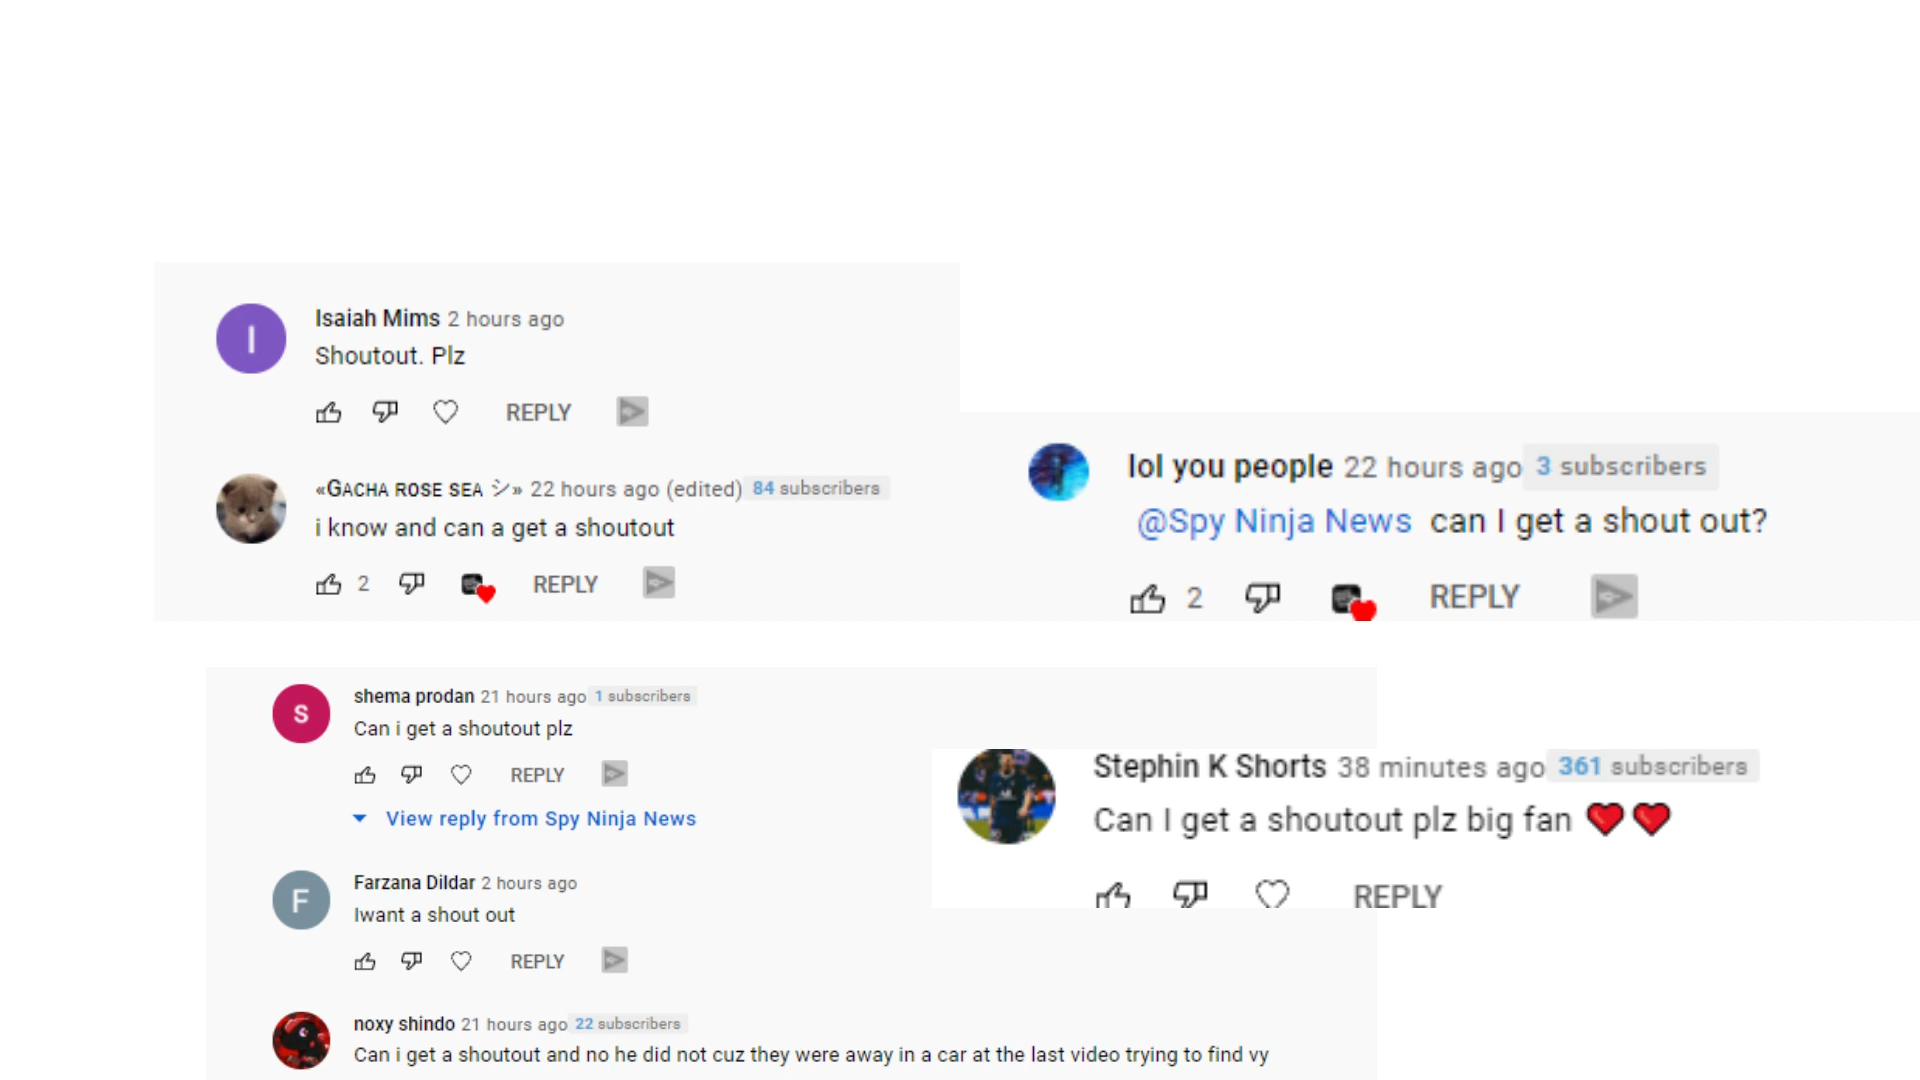 I
Isaiah Mims 2 hours ago
Shoutout. Plz
REPLY
«Gᴀᴄʜᴀ ʀᴏsᴇ sᴇᴀ シ» 22 hours ago (edited) 84 subscribers
i know and can a get a shoutout
2 REPLY
lol you people 22 hours ago 3 subscribers
@Spy Ninja News can I get a shout out?
2 REPLY
S
shema prodan 21 hours ago 1 subscribers
Can i get a shoutout plz
REPLY
View reply from Spy Ninja News
Stephin K Shorts 38 minutes ago 361 subscribers
Can I get a shoutout plz big fan ❤️❤️
REPLY
F
Farzana Dildar 2 hours ago
Iwant a shout out
REPLY
noxy shindo 21 hours ago 22 subscribers
Can i get a shoutout and no he did not cuz they were away in a car at the last video trying to find vy